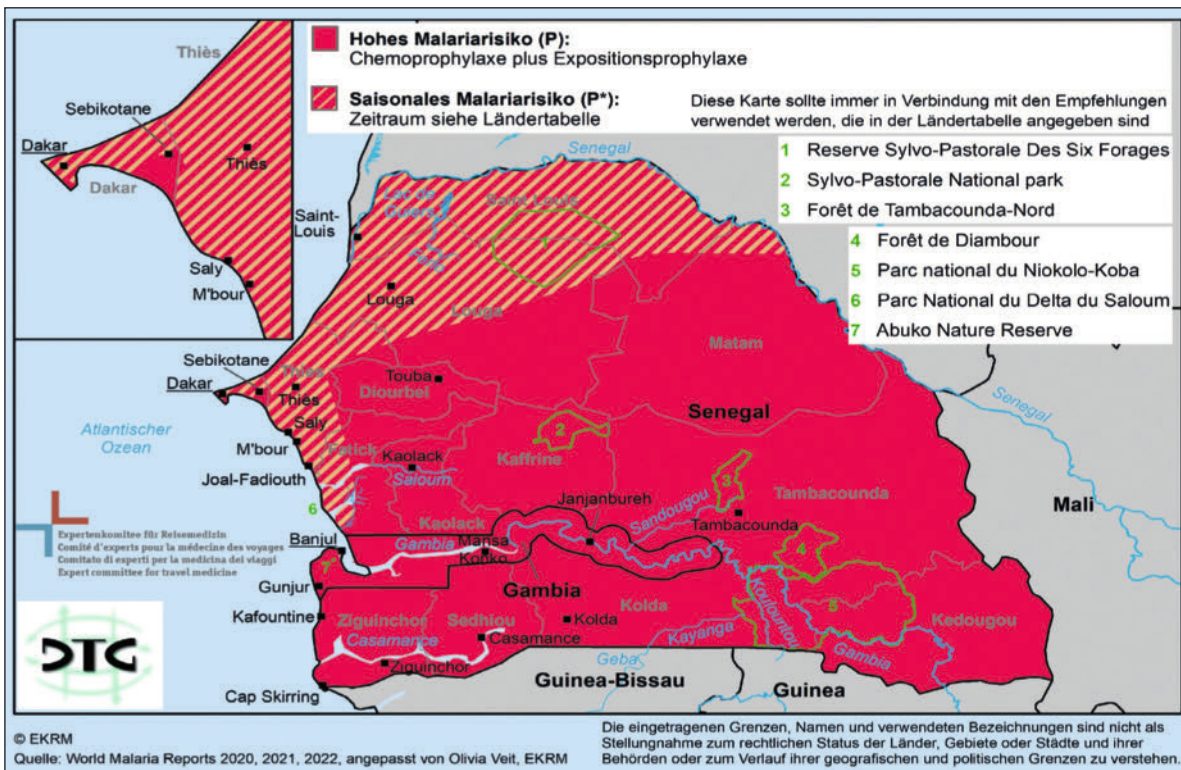 Hohes Malariarisiko (P):
Chemoprophylaxe plus Expositionsprophylaxe
Saisonales Malariarisiko (P*):
Zeitraum siehe Ländertabelle
Diese Karte sollte immer in Verbindung mit den Empfehlungen
verwendet werden, die in der Ländertabelle angegeben sind
1 Reserve Sylvo-Pastorale Des Six Forages
2 Sylvo-Pastorale National park
3 Forêt de Tambacounda-Nord
4 Forêt de Diambour
5 Parc national du Niokolo-Koba
6 Parc National du Delta du Saloum
7 Abuko Nature Reserve
Thiès
Sebikotane
Dakar
Thiès
Dakar
Saly
M'bour
Senegal
Saint-
Louis
Lac de
Guiers
Saint Louis
1
Ferlo
Louga
Louga
Matam
Sebikotane
Dakar
Thiès
Thiès
Touba
Diourbel
Senegal
Senegal
Atlantischer
Ozean
Saly
M'bour
Fatick
Kaolack
Saloum
2
Kaffrine
Joal-Fadiouth
6
Janjanbureh
Sandougou
3
Tambacounda
Tambacounda
Mali
Kaolack
Banjul
Gambia
Mansa
Konko
4
7
Gunjur
Gambia
Kafountine
Ziguinchor
Sedhiou
Kolda
Kolda
Koulountou
5
Kedougou
Casamance
Casamance
Kayanga
Gambia
Ziguinchor
Geba
Guinea-Bissau
Guinea
Cap Skirring
Expertenkomitee für Reisemedizin
Comité d'experts pour la médecine des voyages
Comitato di esperti per la medicina dei viaggi
Expert committee for travel medicine
DTG
© EKRM
Quelle: World Malaria Reports 2020, 2021, 2022, angepasst von Olivia Veit, EKRM
Die eingetragenen Grenzen, Namen und verwendeten Bezeichnungen sind nicht als
Stellungnahme zum rechtlichen Status der Länder, Gebiete oder Städte und ihrer
Behörden oder zum Verlauf ihrer geografischen und politischen Grenzen zu verstehen.